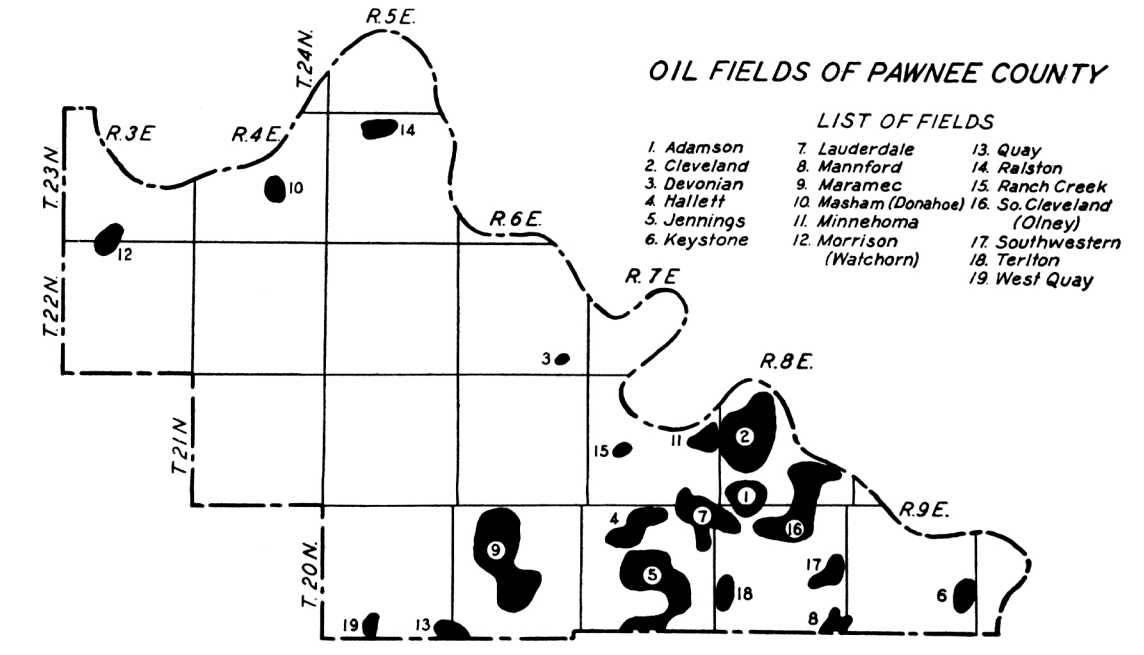 R.5E.
T.24N.
OIL FIELDS OF PAWNEE COUNTY
LIST OF FIELDS
1. Adamson
2. Cleveland
3. Devonian
4. Hallett
5. Jennings
6. Keystone
7. Lauderdale
8. Mannford
9. Maramec
10. Masham (Donahoe)
11. Minnehoma
12. Morrison
(Watchorn)
13. Quay
14. Ralston
15. Ranch Creek
16. So. Cleveland
(Olney)
17. Southwestern
18. Terlton
19. West Quay
R.3E
R.4E.
14
T.23N
10
R.6E.
12
R.7E
T.22N.
3
R.8E.
T.21N
11
2
15
1
R.9E.
4
7
16
9
T.20N.
5
17
18
6
19
13
8